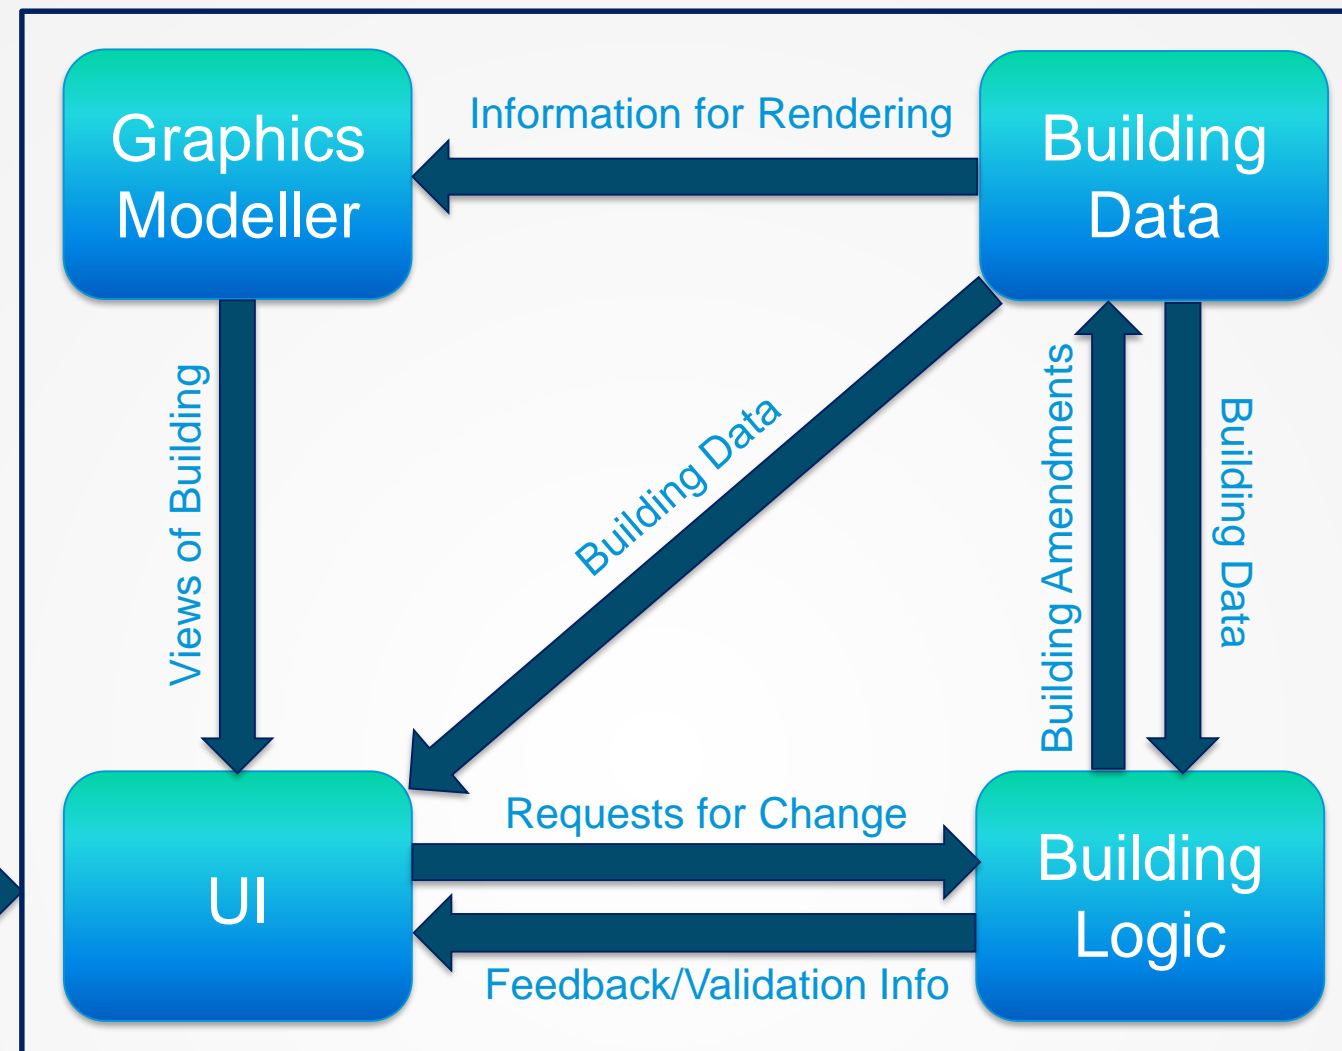 Graphics
Modeller
Information for Rendering
Building
Data
Views of Building
Building Data
Building Amendments
Building Data
UI
Requests for Change
Feedback/Validation Info
Building
Logic